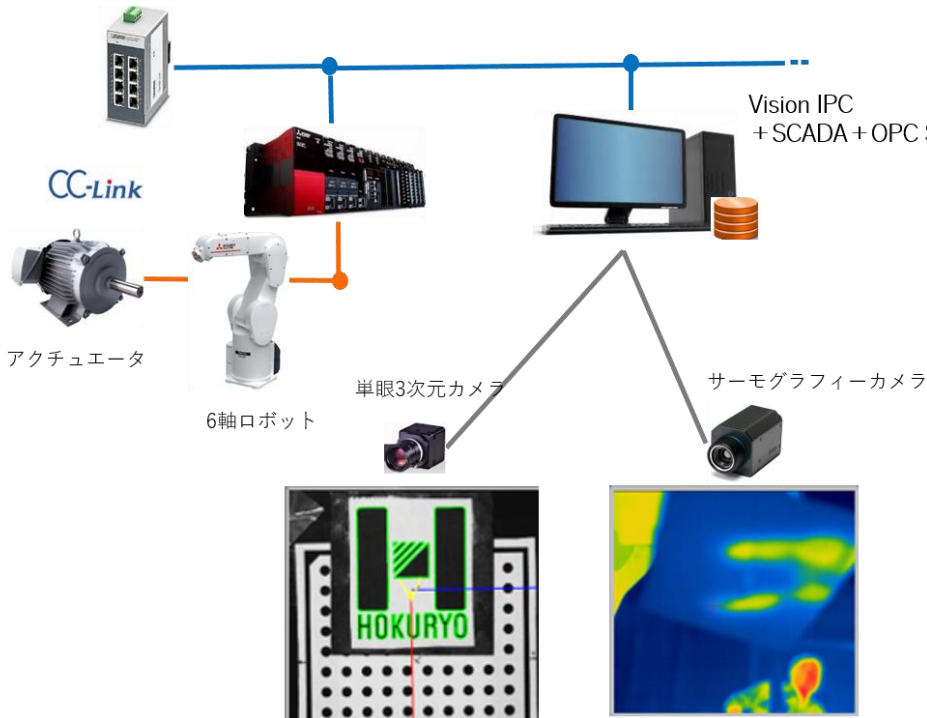 Vision IPC
+SCADA+OPC
CC-Link
アクチュエータ
6軸ロボット
単眼3次元カメラ
サーモグラフィーカメラ
HOKURYO